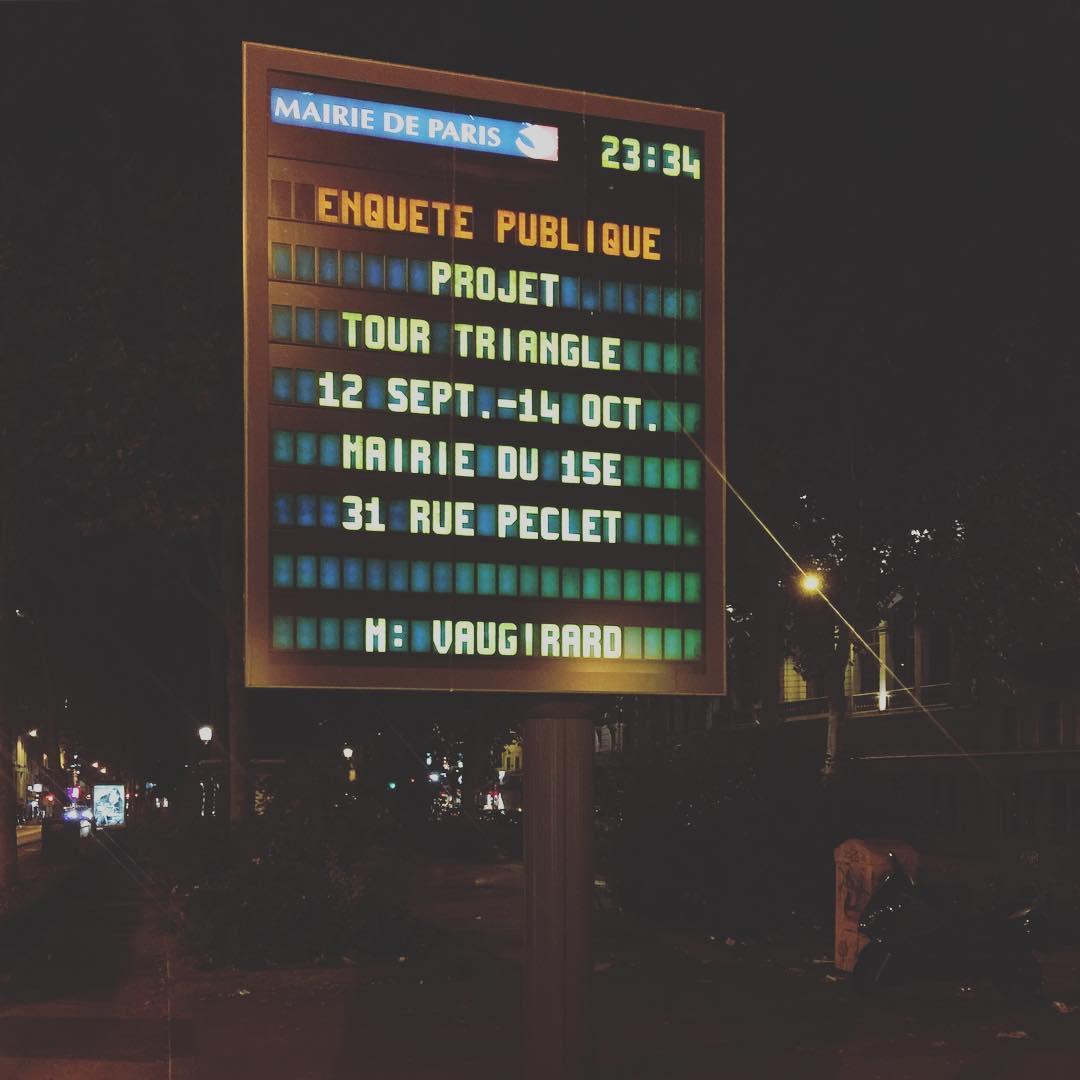 MAIRIE DE PARIS
23:34
ENQUETE PUBLIQUE
PROJET
TOUR TRIANGLE
12 SEPT.-14 OCT.
MAIRIE DU 15E
31 RUE PECLET
M: VAUGIRARD